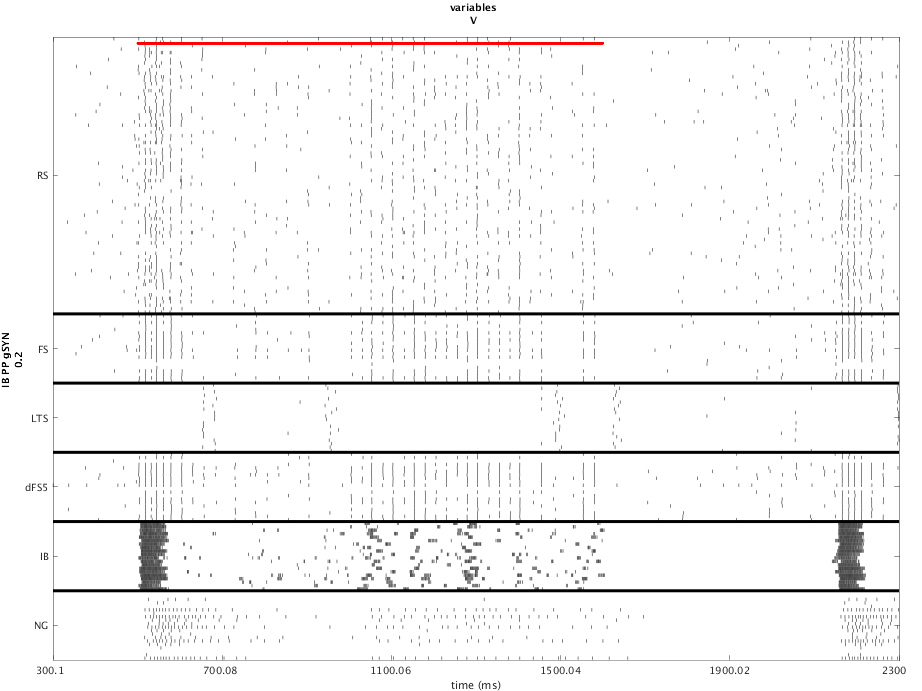 variables
V
RS
FS
LTS
dFS5
IB
NG
IB PP gSYN
0.2
300.1
700.08
1100.06
1500.04
1900.02
2300
time (ms)